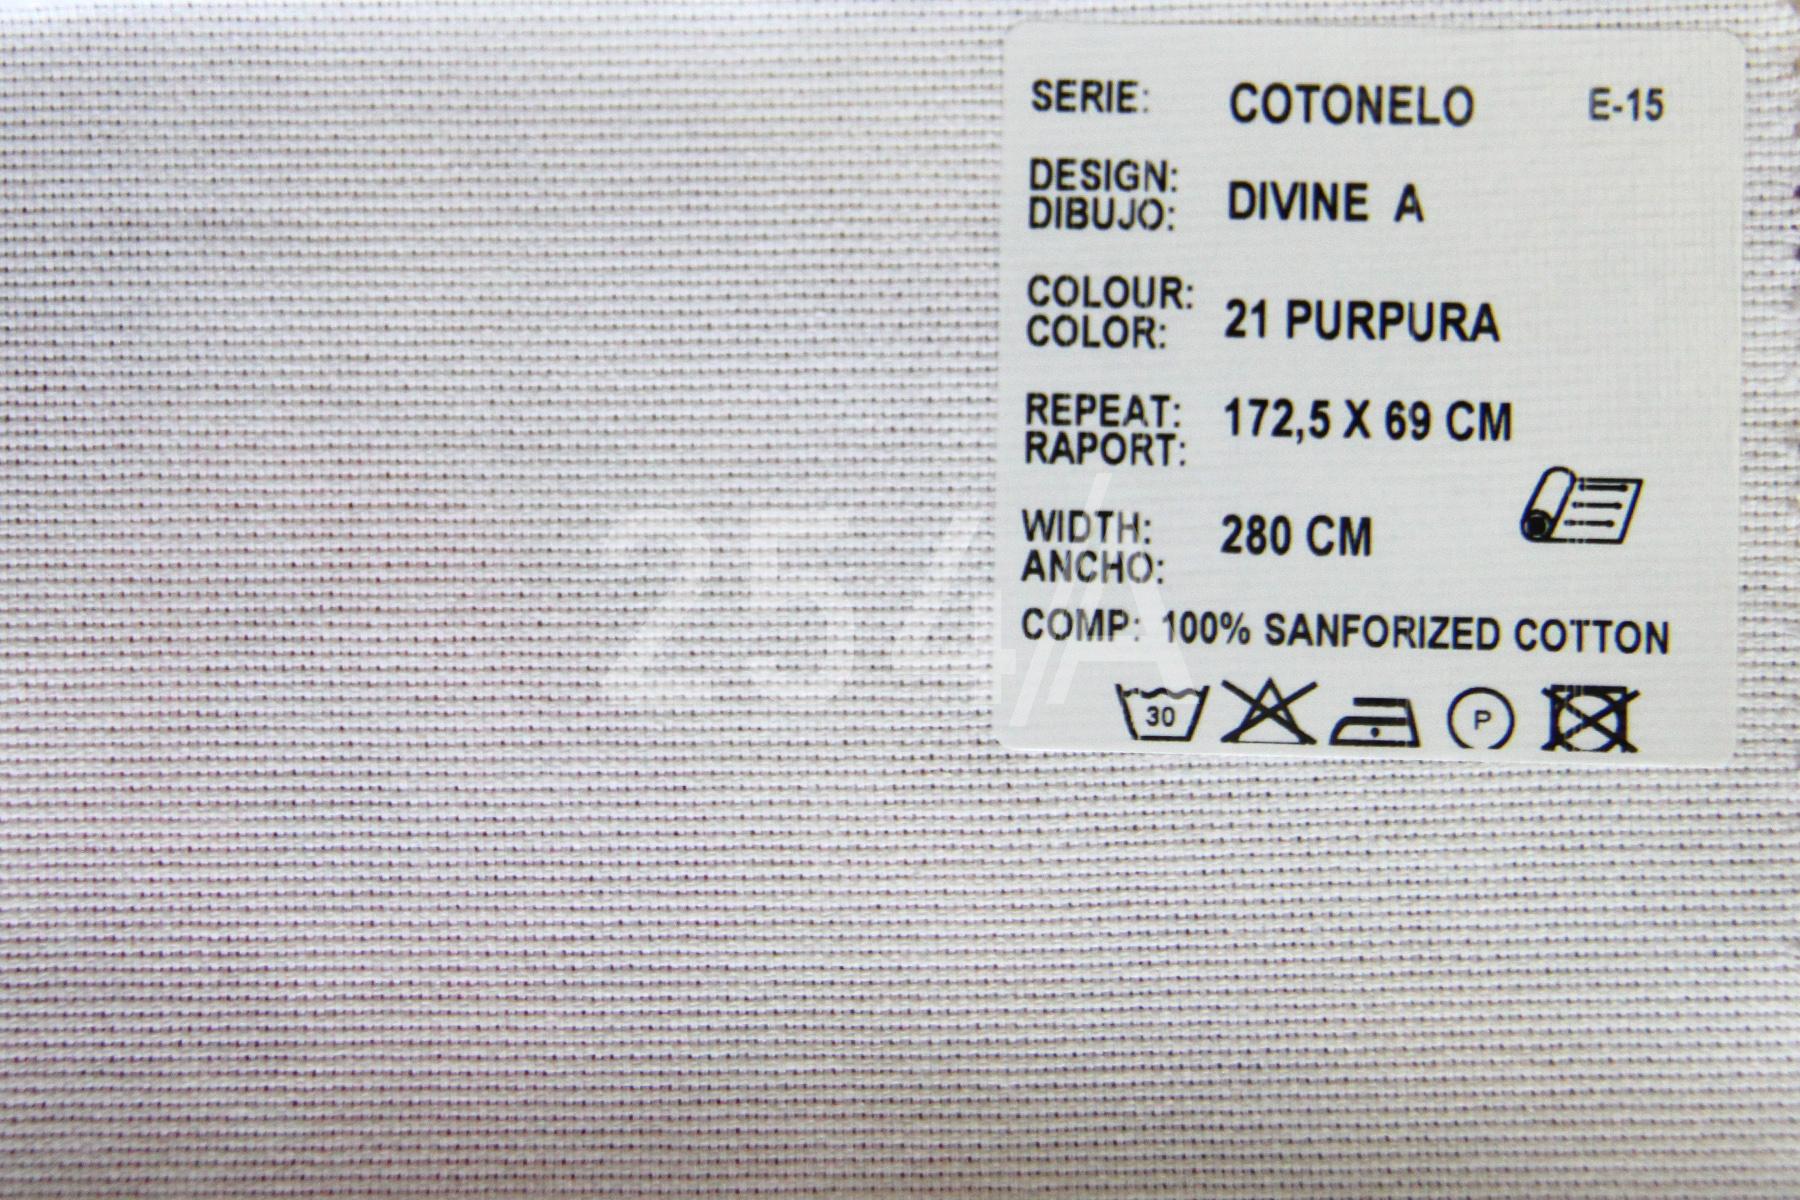 SERIE: COTONELO E-15
DESIGN:
DIBUJO: DIVINE A
COLOUR:
COLOR: 21 PURPURA
REPEAT: 172,5 X 69 CM
RAPORT:
WIDTH: 280 CM
ANCHO:
COMP: 100% SANFORIZED COTTON
30 P
254/A